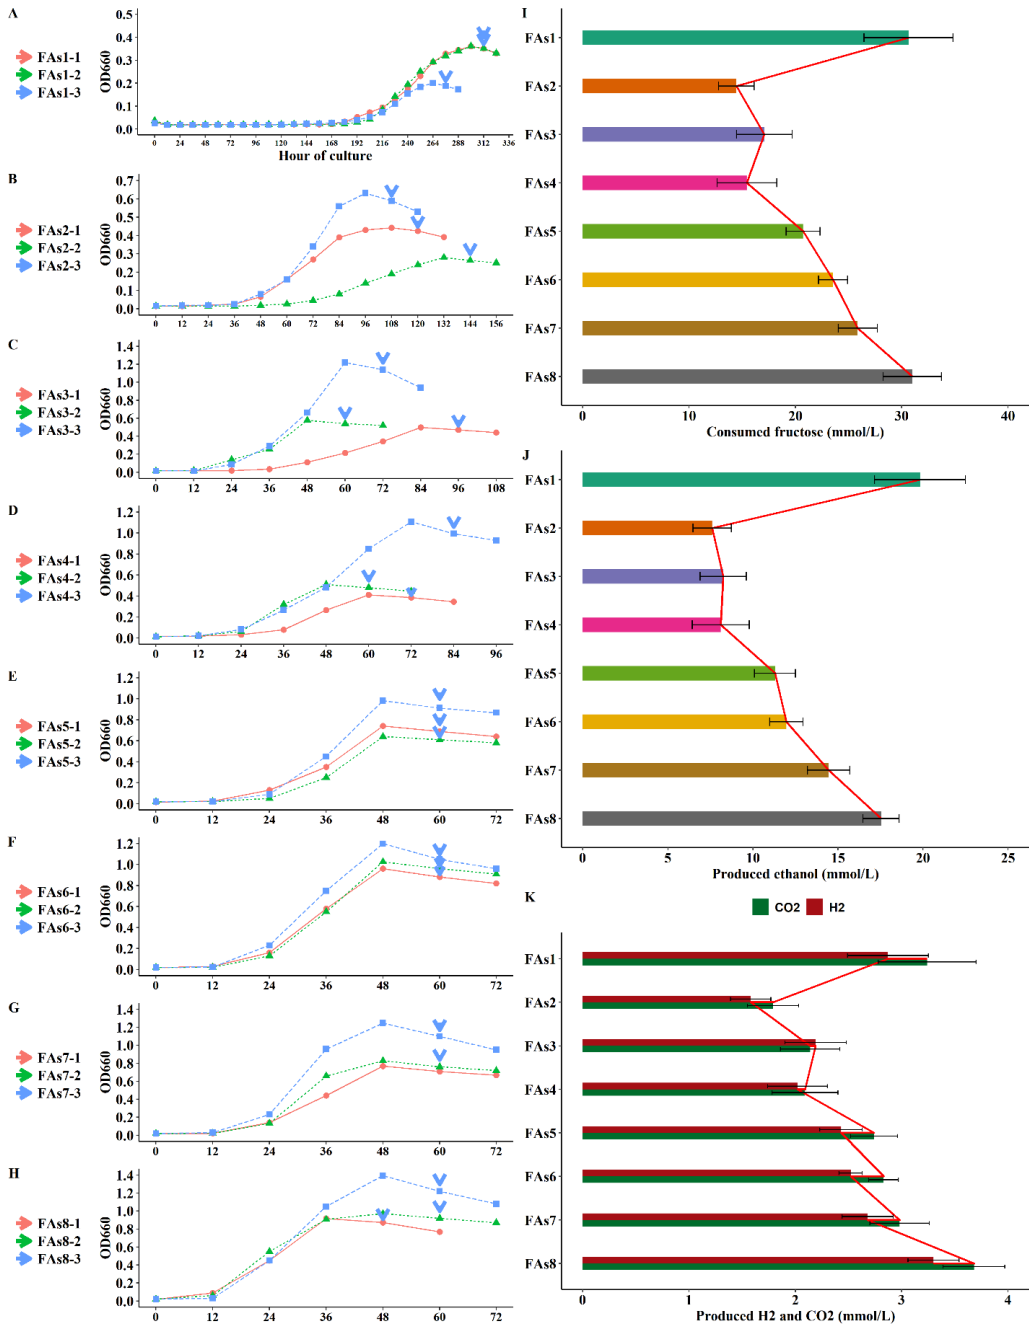 A
FAs1-1
FAs1-2
FAs1-3
OD660
0.5
0.4
0.3
0.2
0.1
0.0
0 24 48 72 96 120 144 168 192 216 240 264 288 312 336
Hour of culture
B
FAs2-1
FAs2-2
FAs2-3
OD660
0.7
0.6
0.5
0.4
0.3
0.2
0.1
0.0
0 12 24 36 48 60 72 84 96 108 120 132 144 156
C
FAs3-1
FAs3-2
FAs3-3
OD660
1.4
1.2
1.0
0.8
0.6
0.4
0.2
0.0
0 12 24 36 48 60 72 84 96 108
D
FAs4-1
FAs4-2
FAs4-3
OD660
1.2
1.0
0.8
0.6
0.4
0.2
0.0
0 12 24 36 48 60 72 84 96
E
FAs5-1
FAs5-2
FAs5-3
OD660
1.2
1.0
0.8
0.6
0.4
0.2
0.0
0 12 24 36 48 60 72
F
FAs6-1
FAs6-2
FAs6-3
OD660
1.2
1.0
0.8
0.6
0.4
0.2
0.0
0 12 24 36 48 60 72
G
FAs7-1
FAs7-2
FAs7-3
OD660
1.4
1.2
1.0
0.8
0.6
0.4
0.2
0.0
0 12 24 36 48 60 72
H
FAs8-1
FAs8-2
FAs8-3
OD660
1.4
1.2
1.0
0.8
0.6
0.4
0.2
0.0
0 12 24 36 48 60 72
I
FAs1
FAs2
FAs3
FAs4
FAs5
FAs6
FAs7
FAs8
0 10 20 30 40
Consumed fructose (mmol/L)
J
FAs1
FAs2
FAs3
FAs4
FAs5
FAs6
FAs7
FAs8
0 5 10 15 20 25
Produced ethanol (mmol/L)
K
CO2 H2
FAs1
FAs2
FAs3
FAs4
FAs5
FAs6
FAs7
FAs8
0 1 2 3 4
Produced H2 and CO2 (mmol/L)